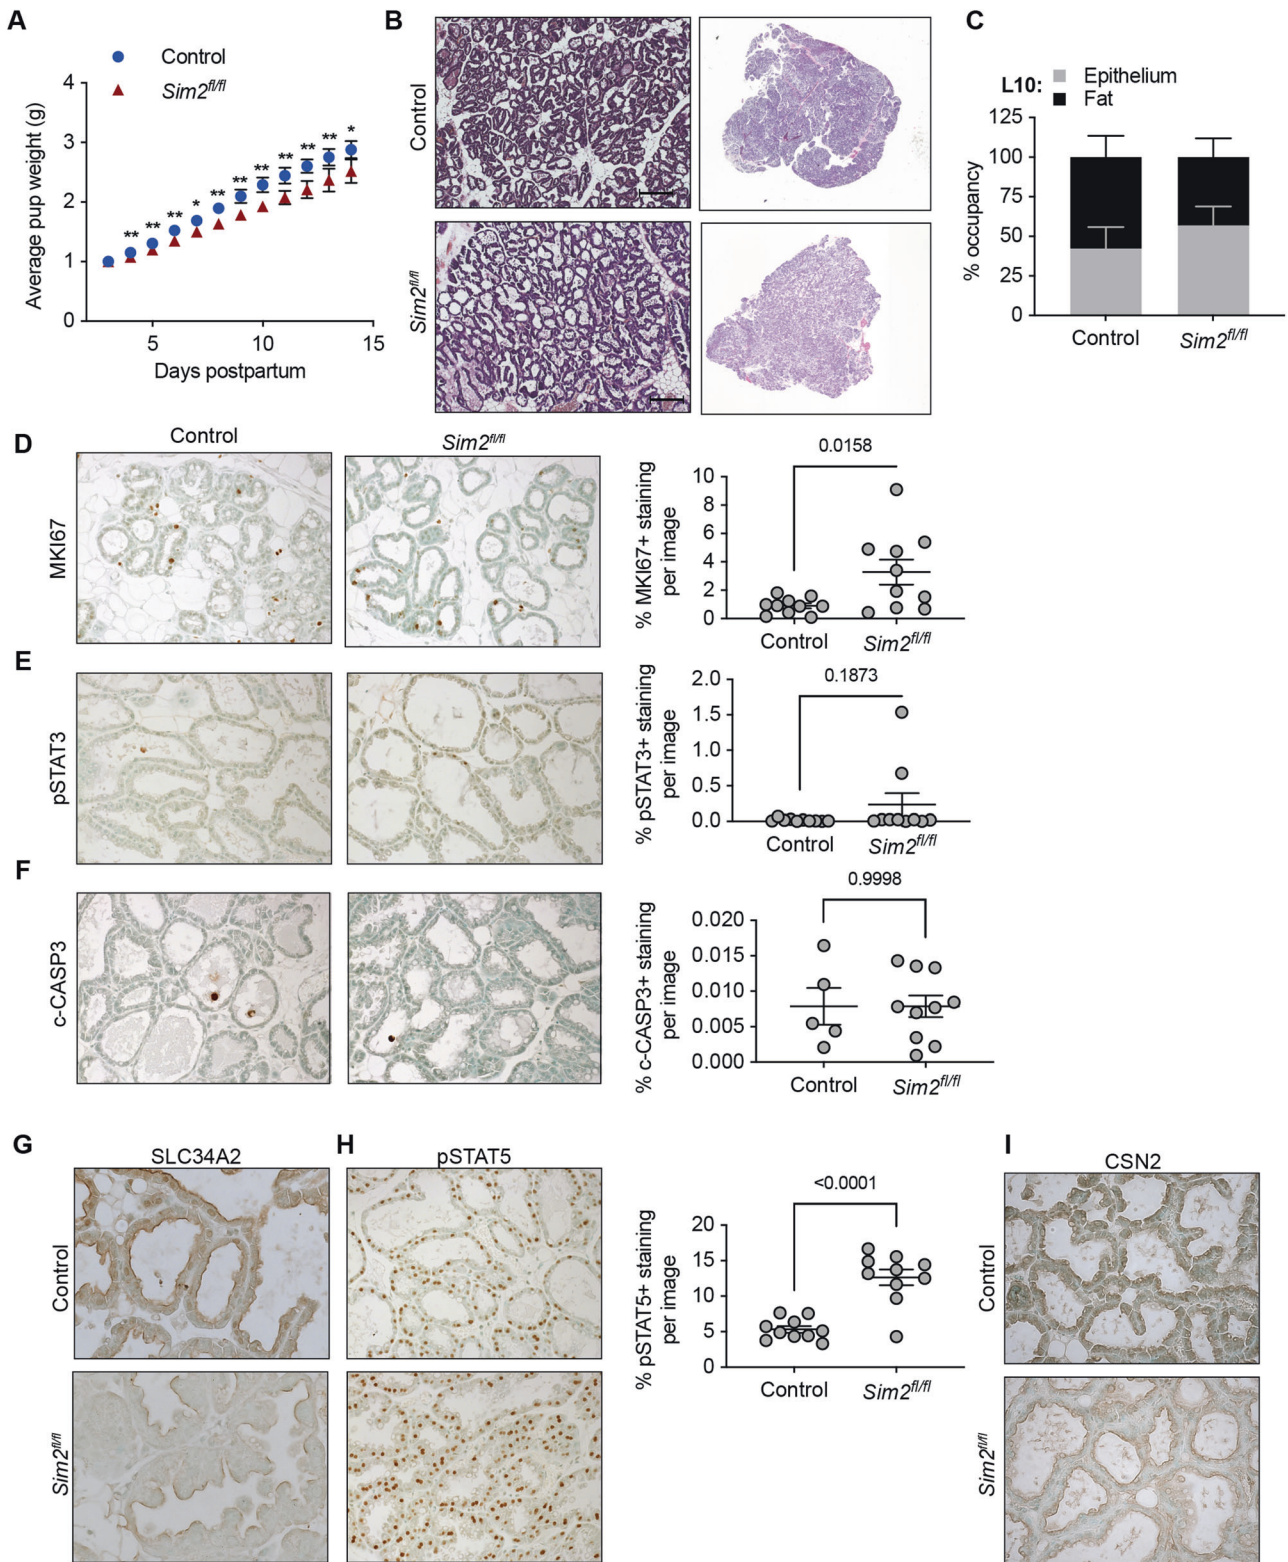 A
Control
Sim2fl/fl
Average pup weight (g)
4
3
2
1
0
** ** ** * ** ** ** ** ** ** *
5 10 15
Days postpartum
B
Control
Sim2fl/fl
C
L10:
Epithelium
Fat
% occupancy
125
100
75
50
25
0
Control Sim2fl/fl
D
Control Sim2fl/fl
MKI67
0.0158
% MKI67+ staining
per image
10
8
6
4
2
0
Control Sim2fl/fl
E
pSTAT3
0.1873
% pSTAT3+ staining
per image
2.0
1.5
1.0
0.5
0.0
Control Sim2fl/fl
F
c-CASP3
0.9998
% c-CASP3+ staining
per image
0.020
0.015
0.010
0.005
0.000
Control Sim2fl/fl
G
SLC34A2
Control
Sim2fl/fl
H
pSTAT5
<0.0001
% pSTAT5+ staining
per image
20
15
10
5
0
Control Sim2fl/fl
I
CSN2
Control
Sim2fl/fl